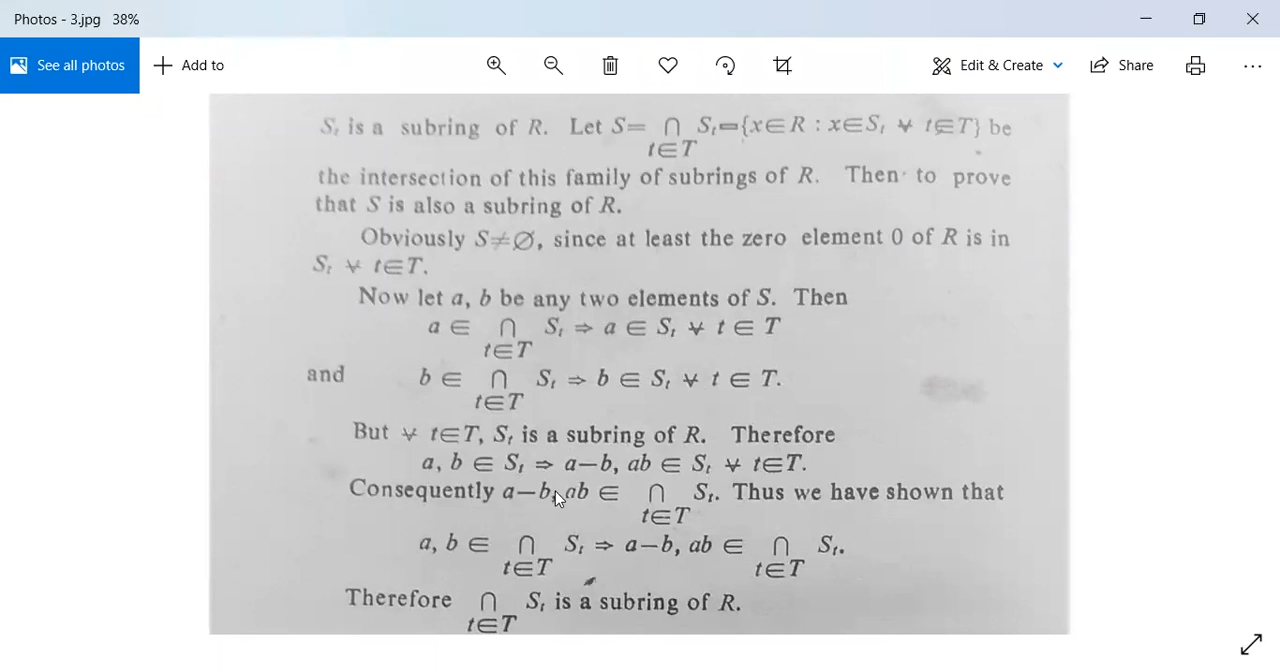 Photos - 3.jpg 38%
See all photos
Add to
Edit & Create
Share
Sₜ is a subring of R. Let S= ∩ Sₜ={x∈R : x∈Sₜ ∀ t∈T} be
t∈T
the intersection of this family of subrings of R. Then to prove
that S is also a subring of R.
Obviously S≠∅, since at least the zero element 0 of R is in
Sₜ ∀ t∈T.
Now let a, b be any two elements of S. Then
a ∈ ∩ Sₜ ⇒ a ∈ Sₜ ∀ t ∈ T
t∈T
and b ∈ ∩ Sₜ ⇒ b ∈ Sₜ ∀ t ∈ T.
t∈T
But ∀ t∈T, Sₜ is a subring of R. Therefore
a, b ∈ Sₜ ⇒ a−b, ab ∈ Sₜ ∀ t∈T.
Consequently a−b, ab ∈ ∩ Sₜ. Thus we have shown that
t∈T
a, b ∈ ∩ Sₜ ⇒ a−b, ab ∈ ∩ Sₜ.
t∈T t∈T
Therefore ∩ Sₜ is a subring of R.
t∈T